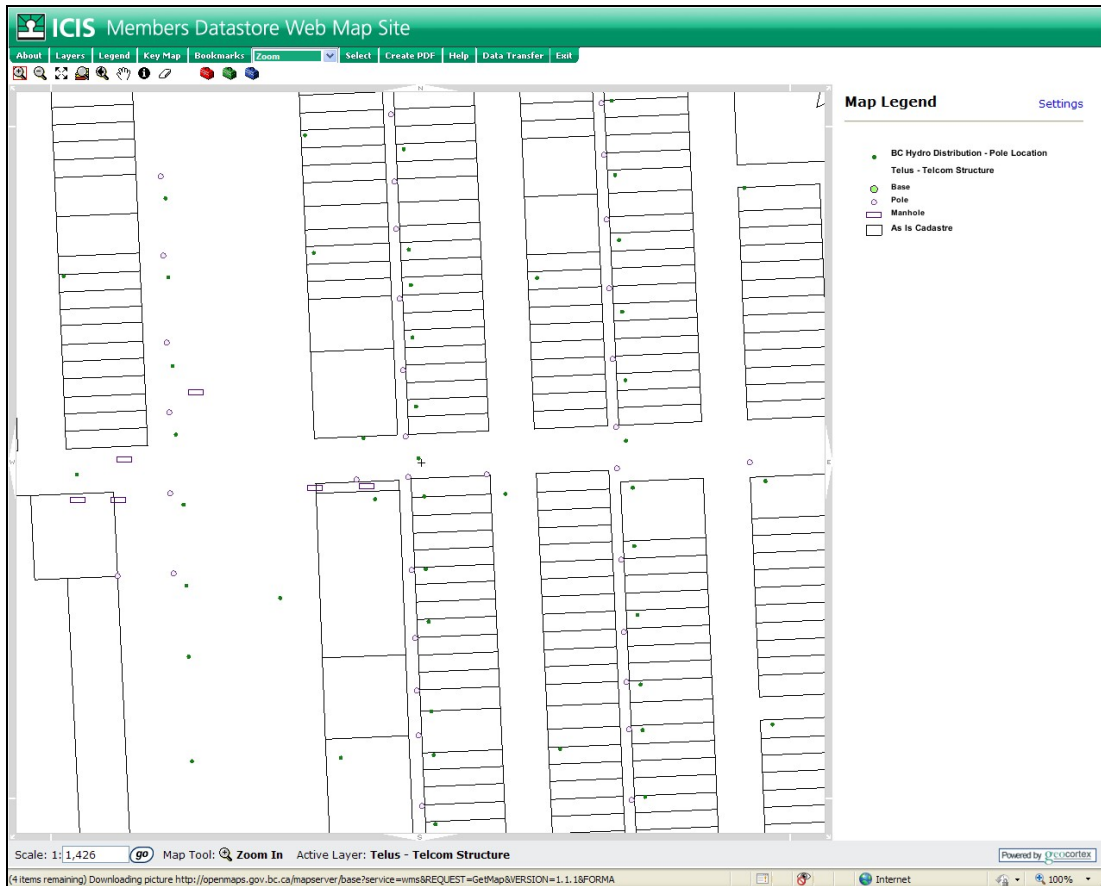 ICIS Members Datastore Web Map Site
About Layers Legend Key Map Bookmarks Zoom Select Create PDF Help Data Transfer Exit
N
Map Legend Settings
BC Hydro Distribution - Pole Location
Telus - Telcom Structure
Base
Pole
Manhole
As Is Cadastre
W
E
S
Scale: 1: 1,426 go Map Tool: Zoom In Active Layer: Telus - Telcom Structure
Powered by geocortex
(4 items remaining) Downloading picture http://openmaps.gov.bc.ca/mapserver/base?service=wms&REQUEST=GetMap&VERSION=1.1.1&FORMA Internet 100%